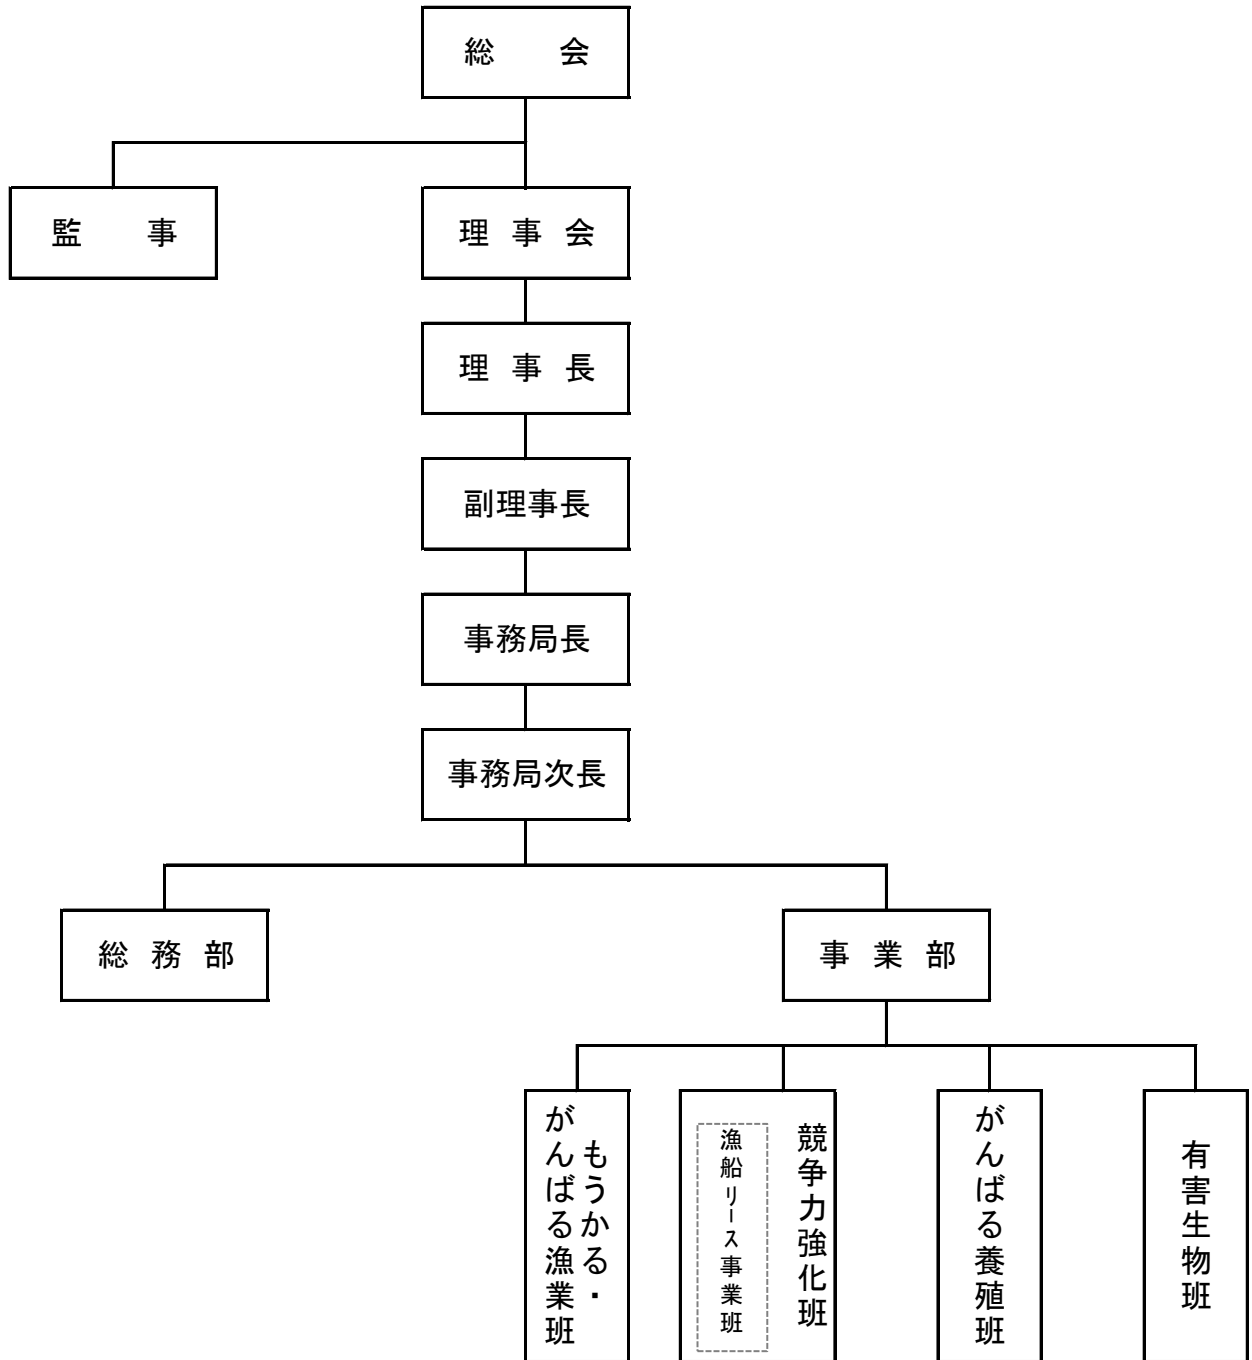 総　会
監　事
理 事 会
理 事 長
副理事長
事務局長
事務局次長
総 務 部
事 業 部
もうかる・
がんばる漁業班
競争力強化班
漁船リース事業班
がんばる養殖班
有害生物班